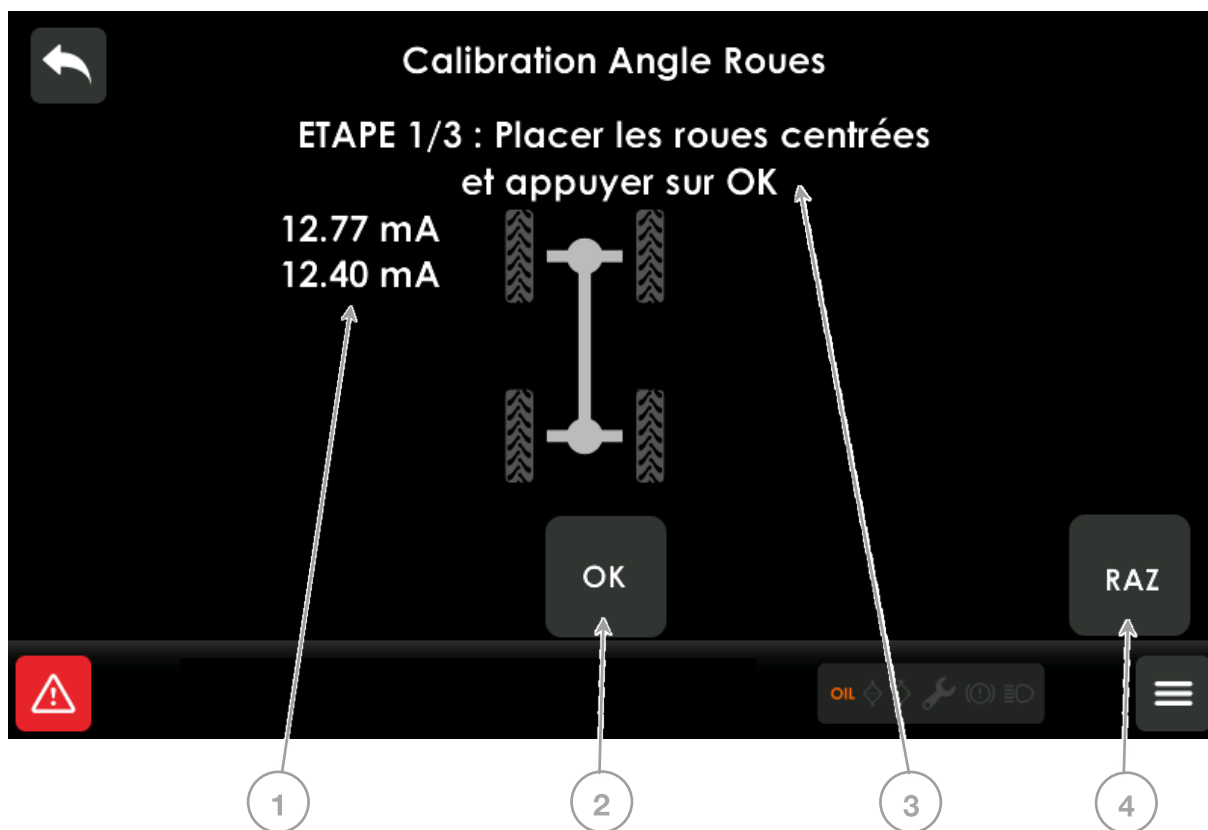 Calibration Angle Roues
ETAPE 1/3 : Placer les roues centrées
et appuyer sur OK
12.77 mA
12.40 mA
OK
RAZ
OIL
1
2
3
4